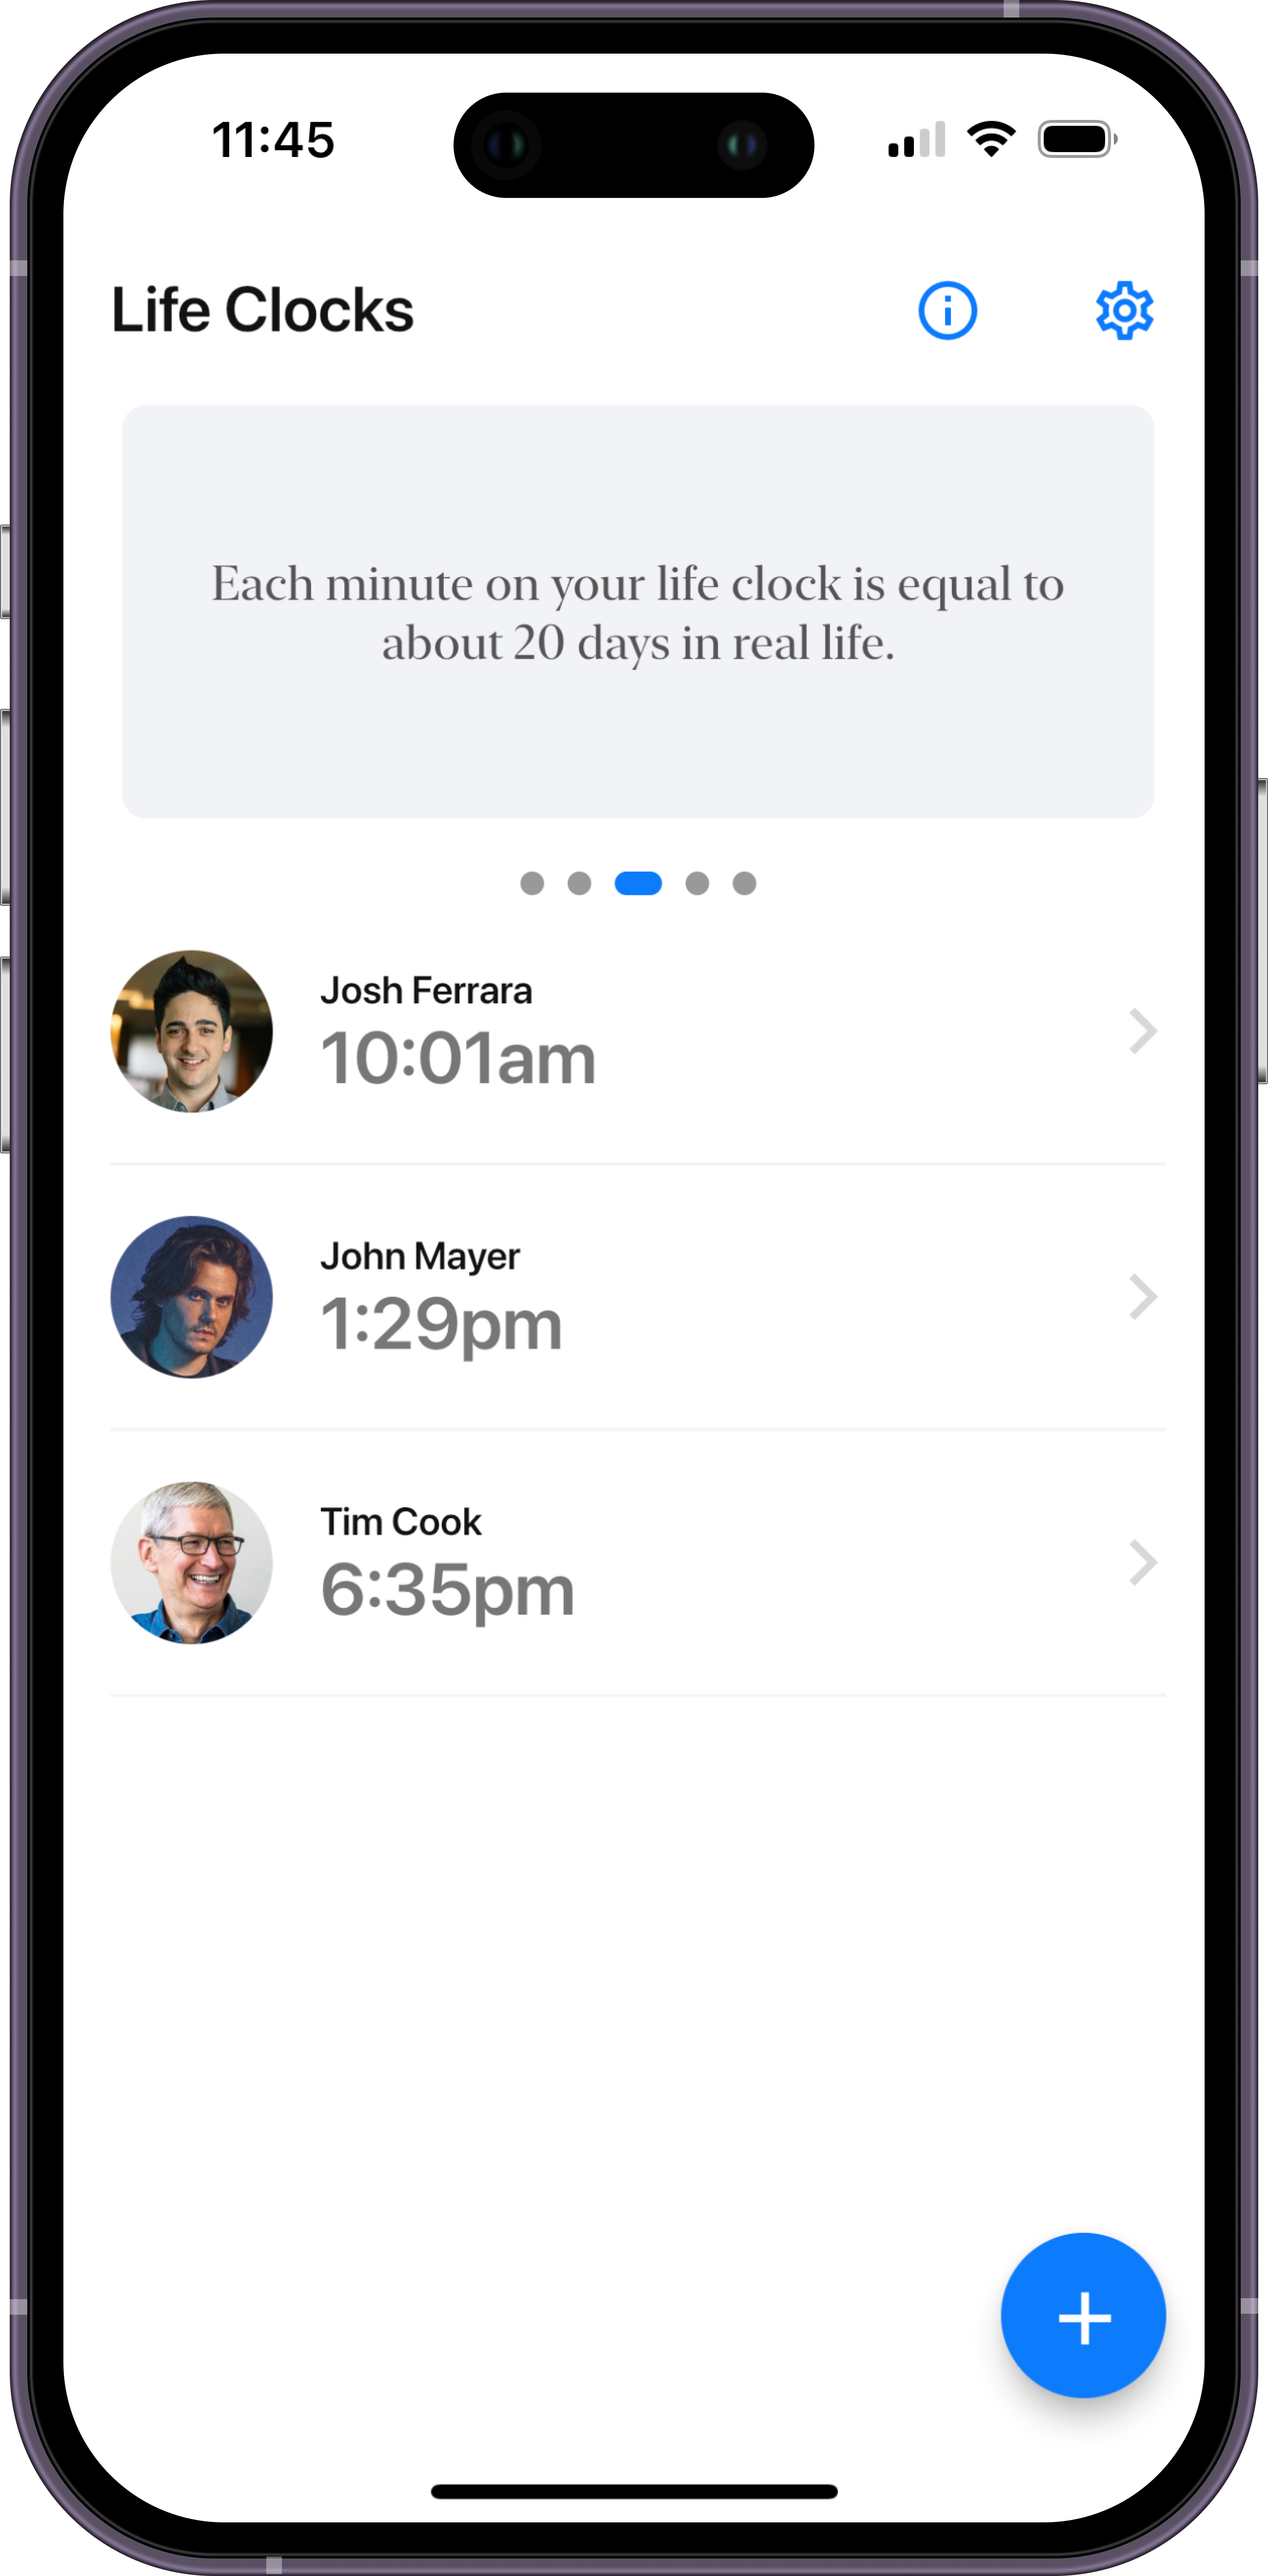 11:45
Life Clocks
Each minute on your life clock is equal to
about 20 days in real life.
Josh Ferrara
10:01am
John Mayer
1:29pm
Tim Cook
6:35pm